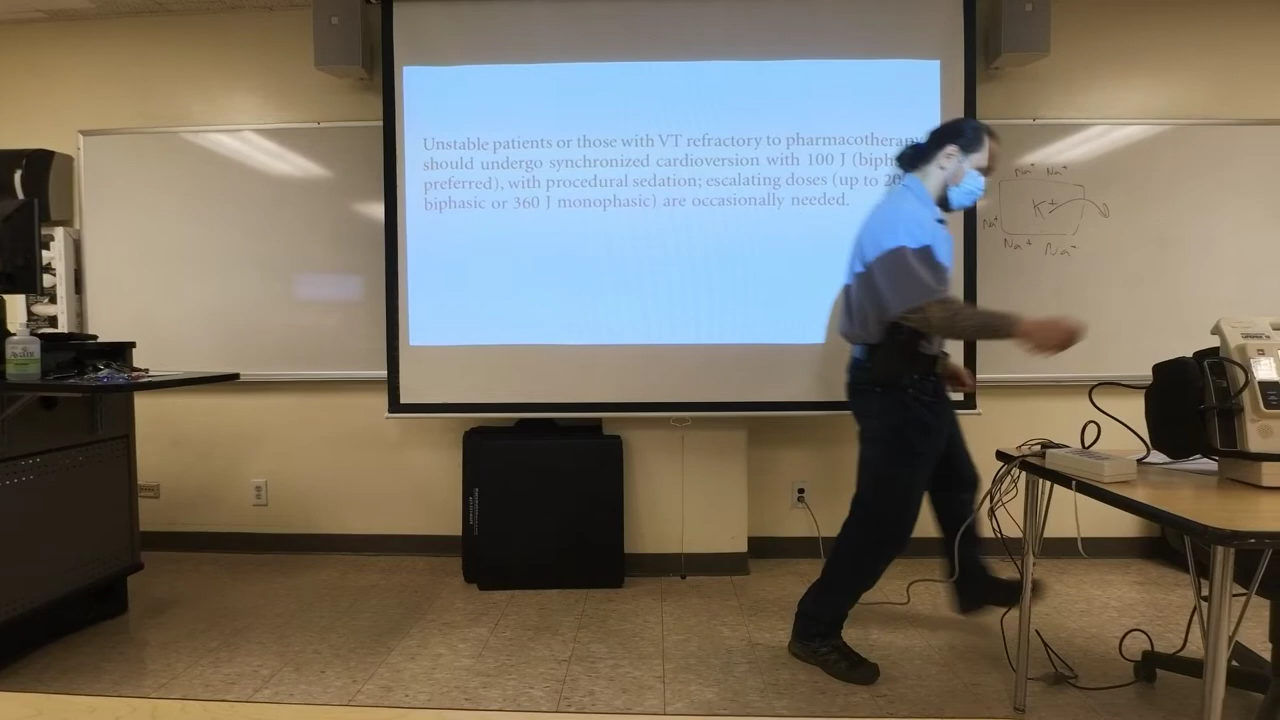 Unstable patients or those with VT refractory to pharmacotherapy
should undergo synchronized cardioversion with 100 J (biph
preferred), with procedural sedation; escalating doses (up to 20
biphasic or 360 J monophasic) are occasionally needed.
Na⁺ Na⁺
K⁺
Na⁺
Na⁺ Na⁺